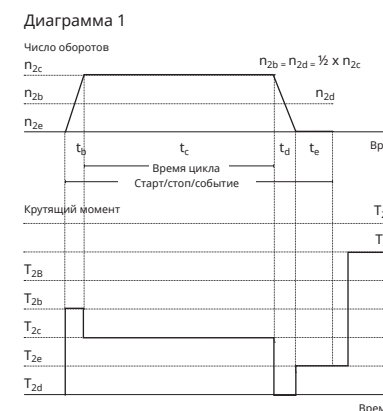 Диаграмма 1
Число оборотов
n2c
n2b = n2d = ½ x n2c
n2b
n2d
n2e
tb
tc
td
te
Время цикла
Старт/стоп/событие
Крутящий момент
T2B
T2b
T2c
T2e
T2d